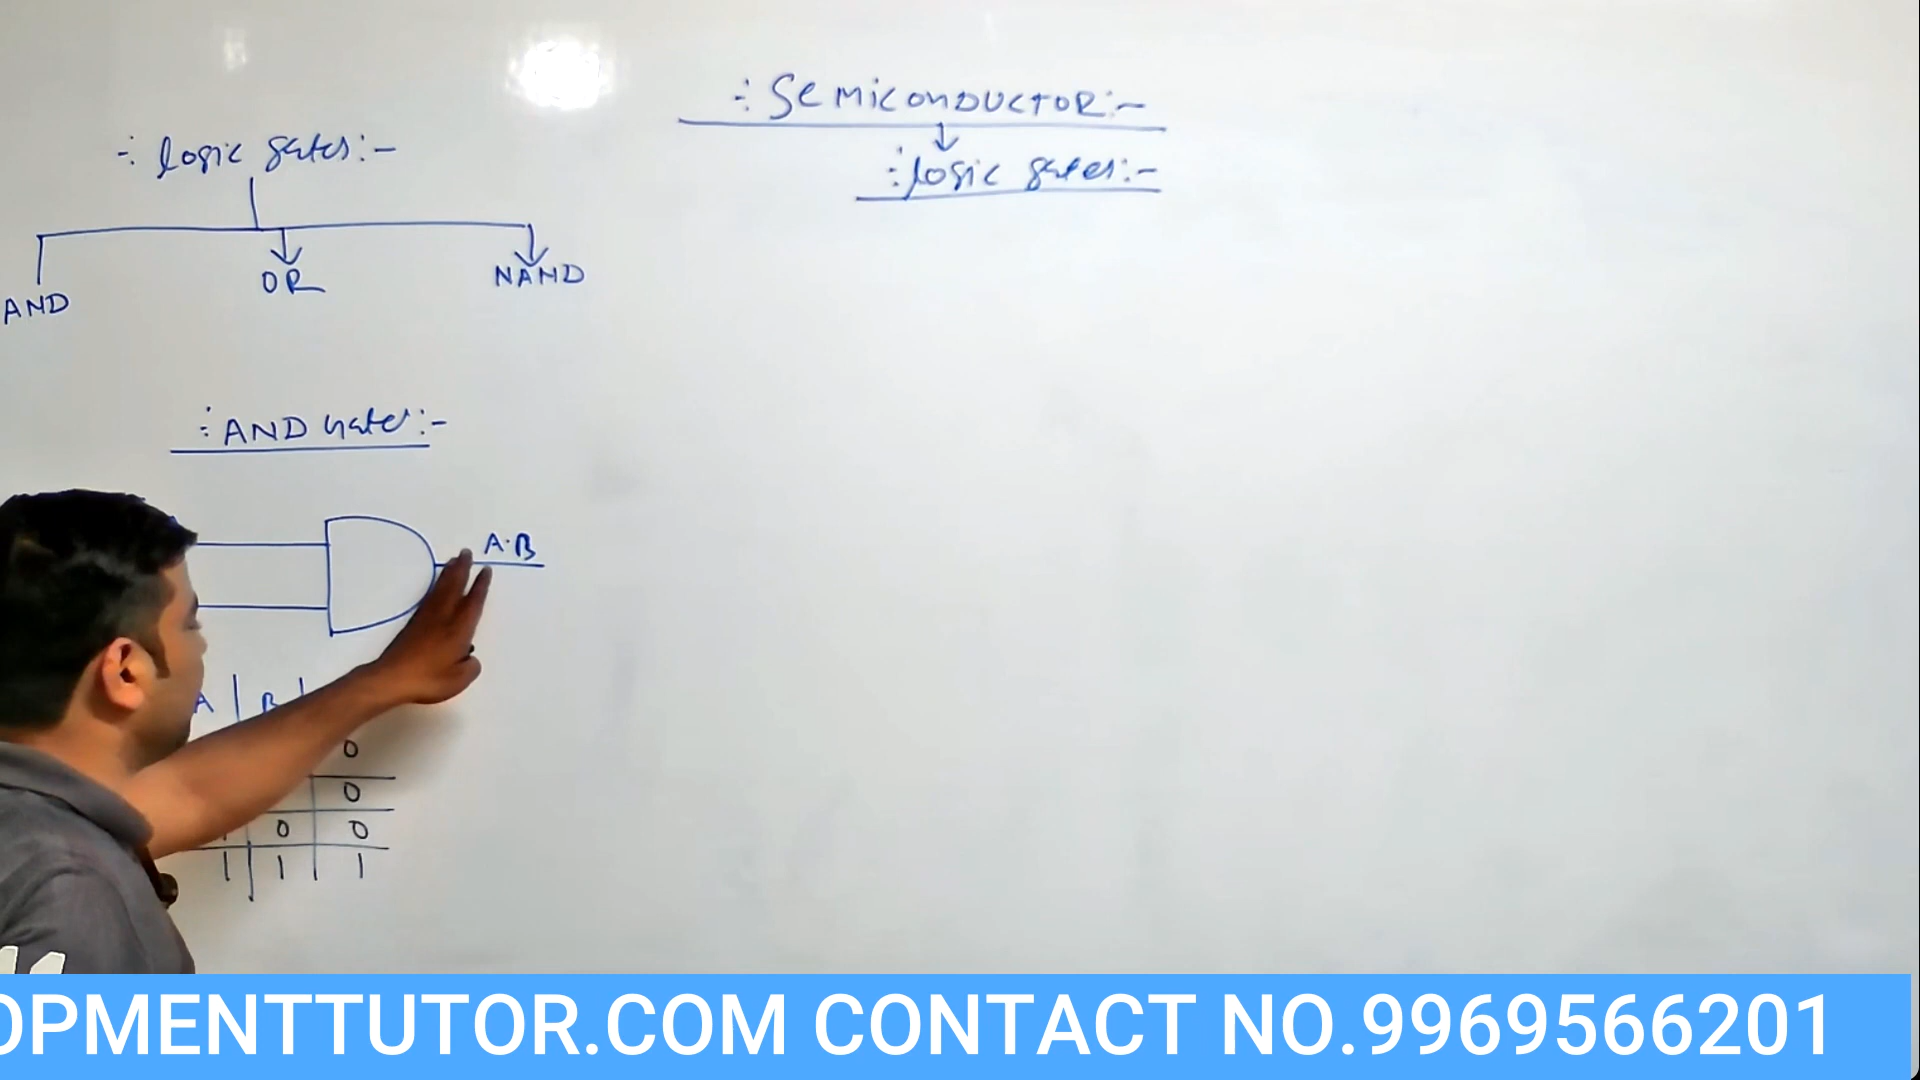 -: SEMICONDUCTOR:-
-: logic gates:-
-: logic gates:-
AND
OR
NAND
-: AND Gate:-
A.B
A B
0
0
0 0
1 1 1
OPMENTTUTOR.COM CONTACT NO.9969566201